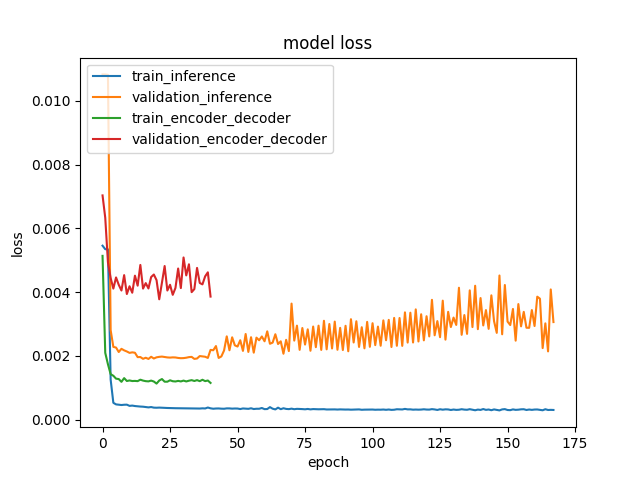 model loss
train_inference
validation_inference
train_encoder_decoder
validation_encoder_decoder
0.010
0.008
0.006
0.004
0.002
0.000
loss
0 25 50 75 100 125 150 175
epoch